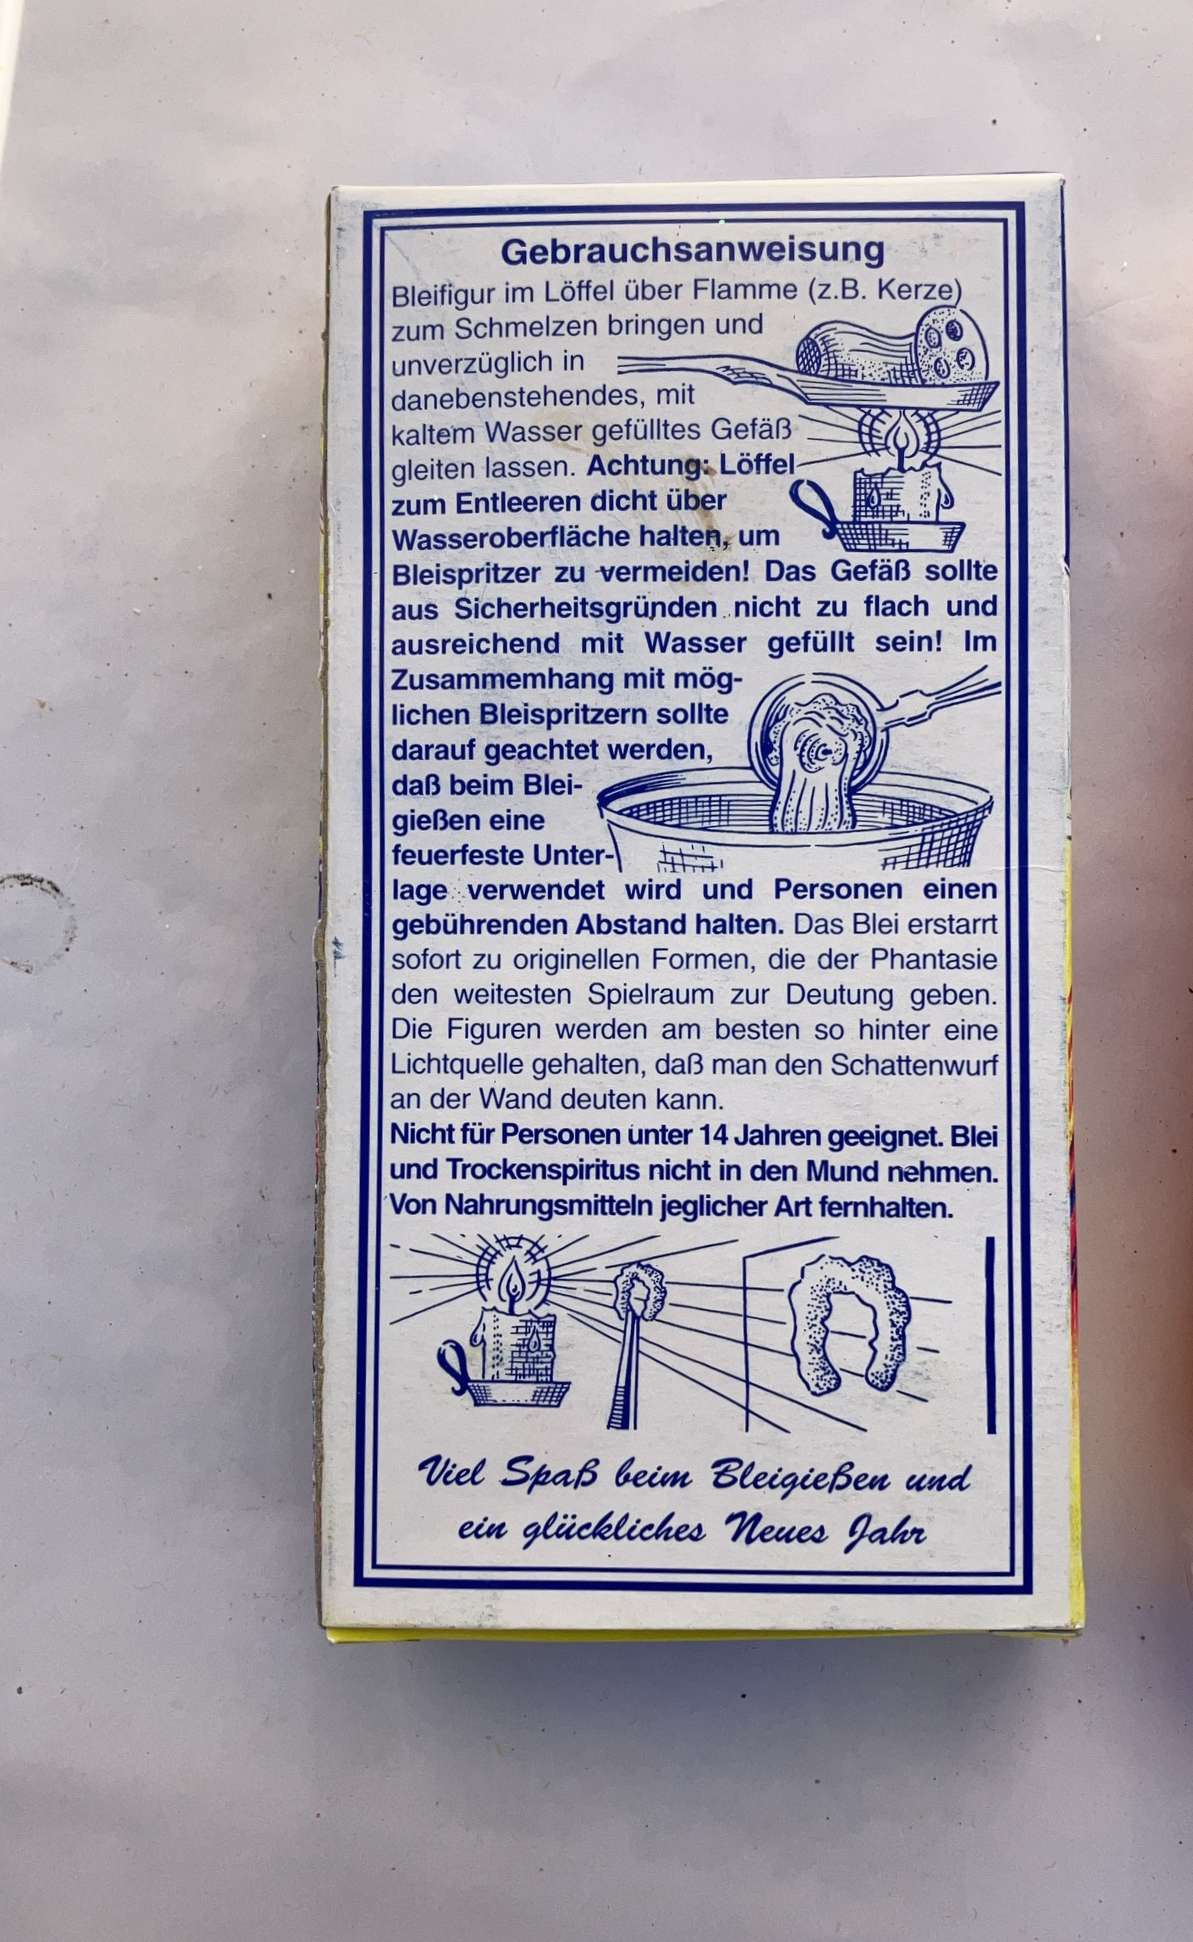 Gebrauchsanweisung
Bleifigur im Löffel über Flamme (z.B. Kerze)
zum Schmelzen bringen und
unverzüglich in
danebenstehendes, mit
kaltem Wasser gefülltes Gefäß
gleiten lassen. Achtung: Löffel
zum Entleeren dicht über
Wasseroberfläche halten, um
Bleispritzer zu vermeiden! Das Gefäß sollte
aus Sicherheitsgründen nicht zu flach und
ausreichend mit Wasser gefüllt sein! Im
Zusammemhang mit mög-
lichen Bleispritzern sollte
darauf geachtet werden,
daß beim Blei-
gießen eine
feuerfeste Unter-
lage verwendet wird und Personen einen
gebührenden Abstand halten. Das Blei erstarrt
sofort zu originellen Formen, die der Phantasie
den weitesten Spielraum zur Deutung geben.
Die Figuren werden am besten so hinter eine
Lichtquelle gehalten, daß man den Schattenwurf
an der Wand deuten kann.
Nicht für Personen unter 14 Jahren geeignet. Blei
und Trockenspiritus nicht in den Mund nehmen.
Von Nahrungsmitteln jeglicher Art fernhalten.
Viel Spaß beim Bleigießen und
ein glückliches Neues Jahr